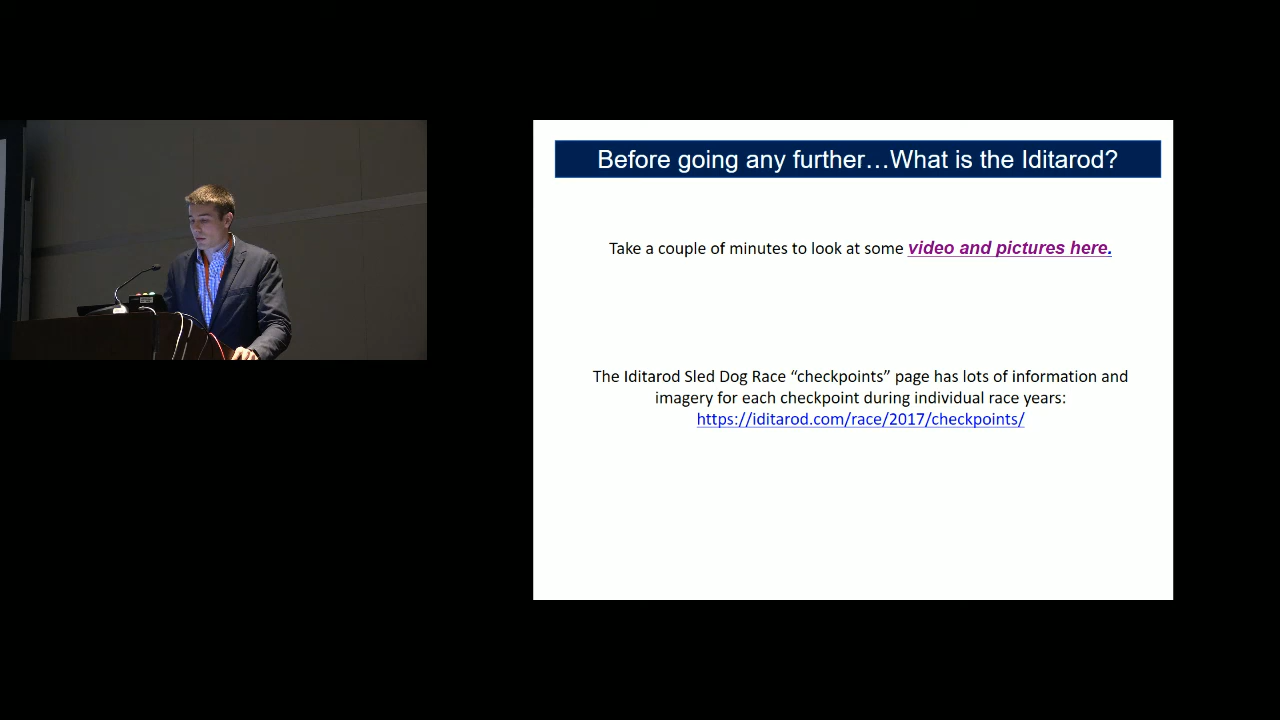 Before going any further…What is the Iditarod?
Take a couple of minutes to look at some video and pictures here.
The Iditarod Sled Dog Race “checkpoints” page has lots of information and
imagery for each checkpoint during individual race years:
https://iditarod.com/race/2017/checkpoints/